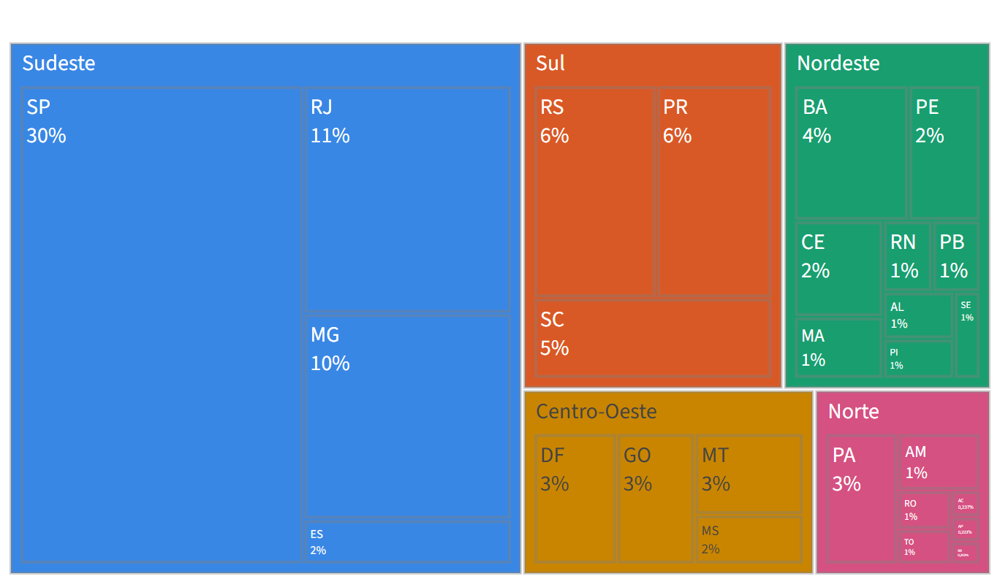 Sudeste
SP
30%
RJ
11%
MG
10%
ES
2%
Sul
RS
6%
PR
6%
SC
5%
Nordeste
BA
4%
PE
2%
CE
2%
RN
1%
PB
1%
MA
1%
AL
1%
PI
1%
SE
1%
Centro-Oeste
DF
3%
GO
3%
MT
3%
MS
2%
Norte
PA
3%
AM
1%
RO
1%
TO
1%
AC
0,237%
AP
0,223%